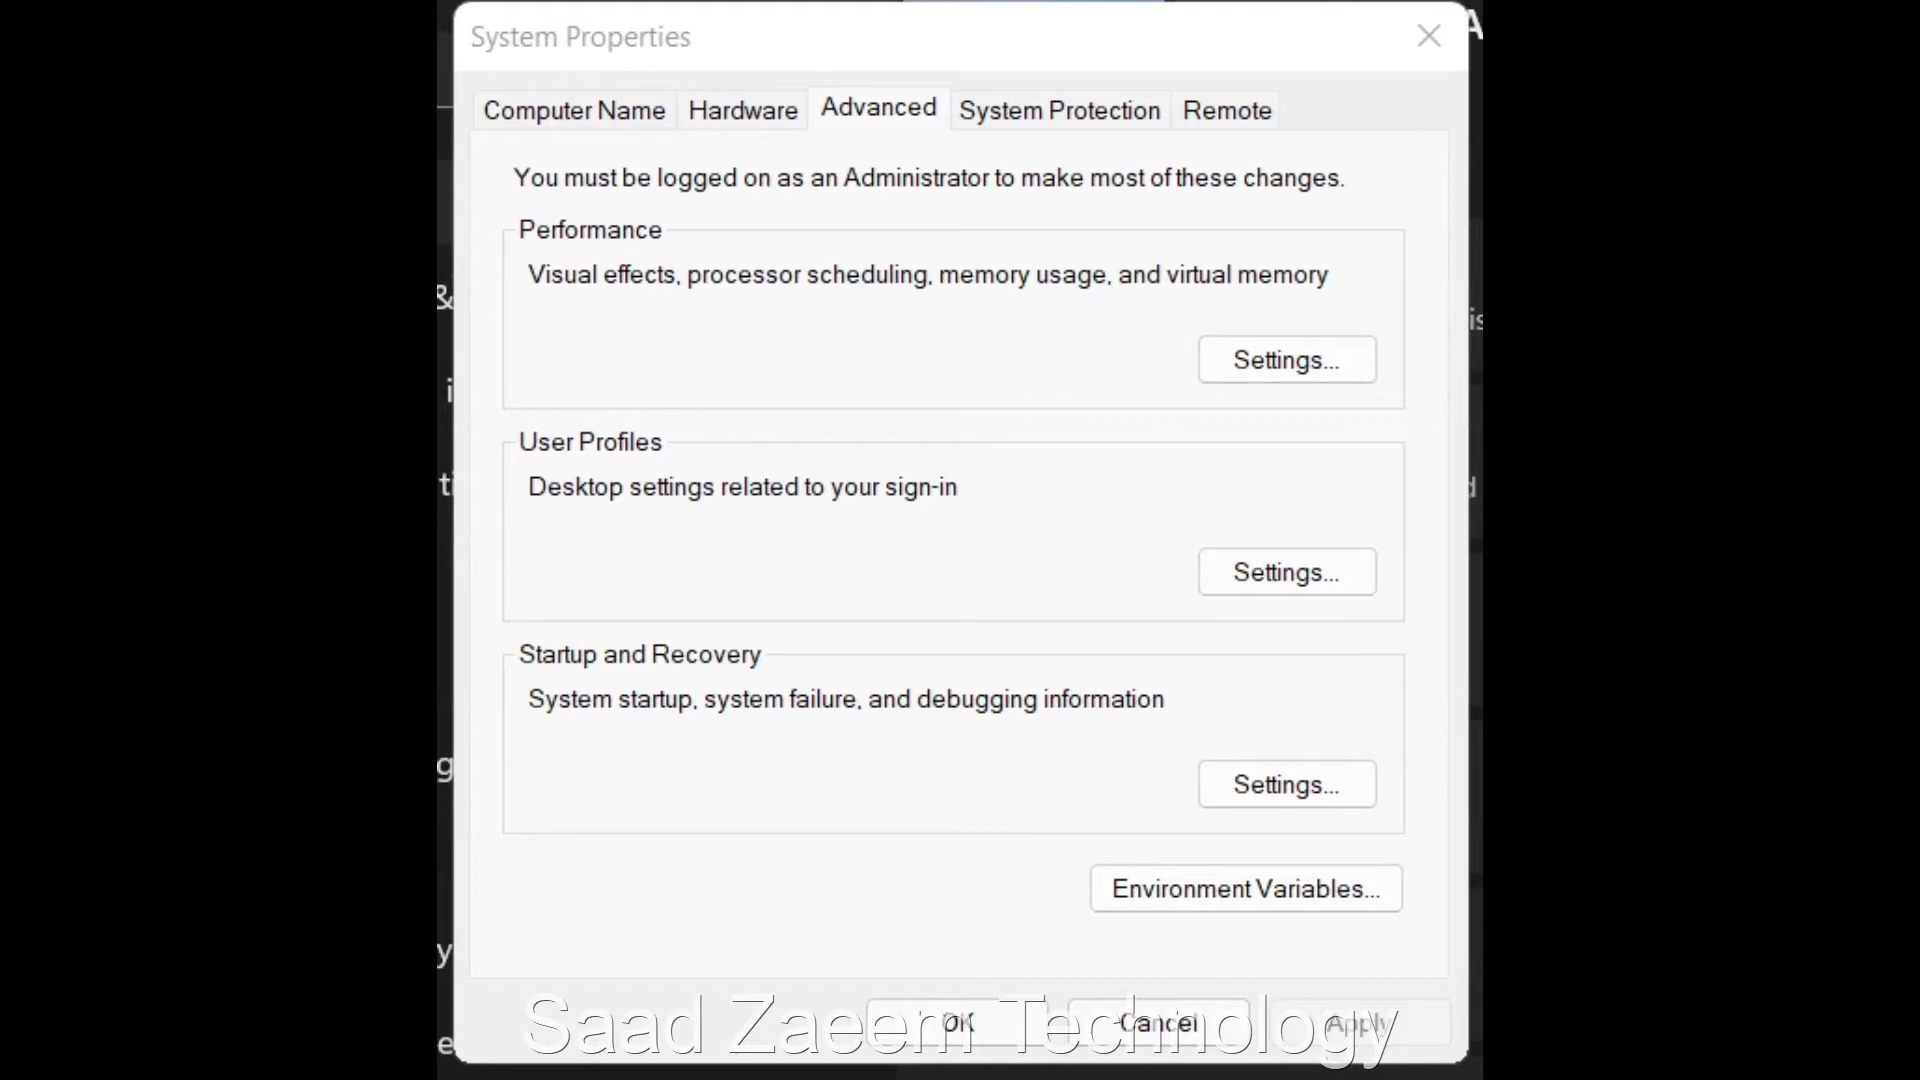 System Properties
Computer Name Hardware Advanced System Protection Remote
You must be logged on as an Administrator to make most of these changes.
Performance
Visual effects, processor scheduling, memory usage, and virtual memory
Settings...
User Profiles
Desktop settings related to your sign-in
Settings...
Startup and Recovery
System startup, system failure, and debugging information
Settings...
Environment Variables...
OK Cancel Apply
Saad Zaeem Technology